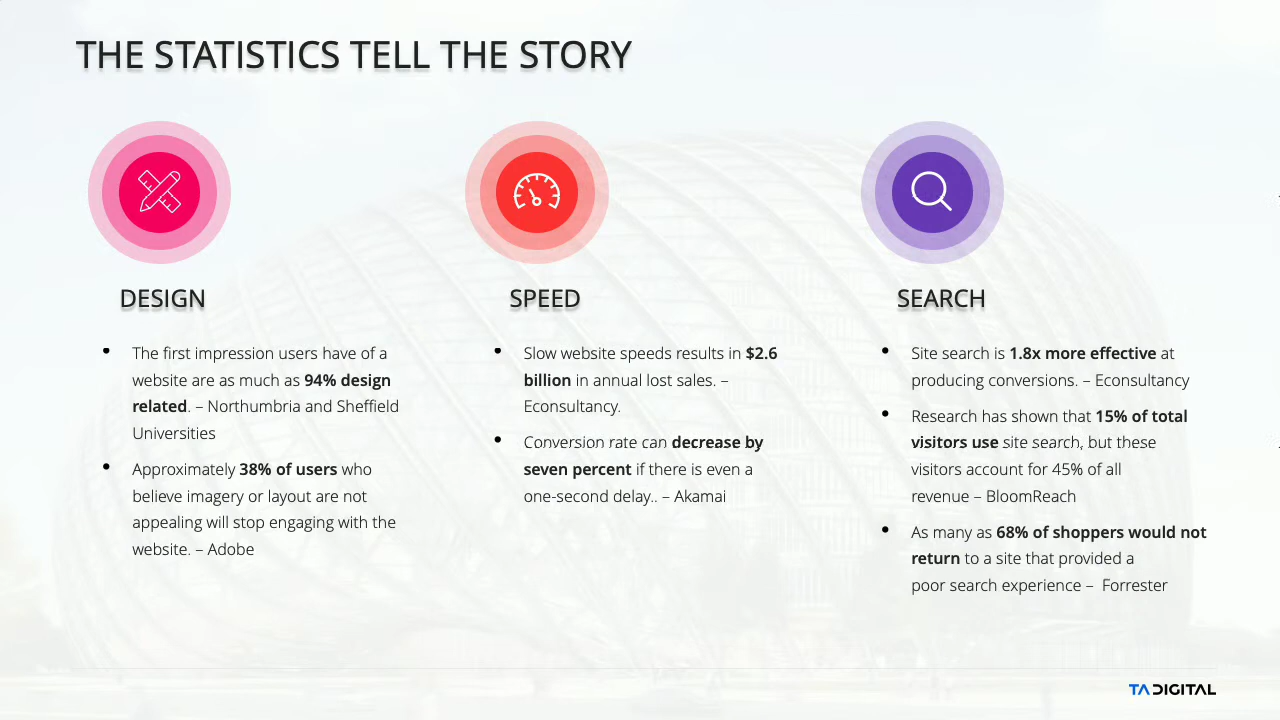 THE STATISTICS TELL THE STORY
DESIGN
• The first impression users have of a
website are as much as 94% design
related. – Northumbria and Sheffield
Universities
• Approximately 38% of users who
believe imagery or layout are not
appealing will stop engaging with the
website. – Adobe
SPEED
• Slow website speeds results in $2.6
billion in annual lost sales. –
Econsultancy.
• Conversion rate can decrease by
seven percent if there is even a
one-second delay.. – Akamai
SEARCH
• Site search is 1.8x more effective at
producing conversions. – Econsultancy
• Research has shown that 15% of total
visitors use site search, but these
visitors account for 45% of all
revenue – BloomReach
• As many as 68% of shoppers would not
return to a site that provided a
poor search experience –  Forrester
TA DIGITAL